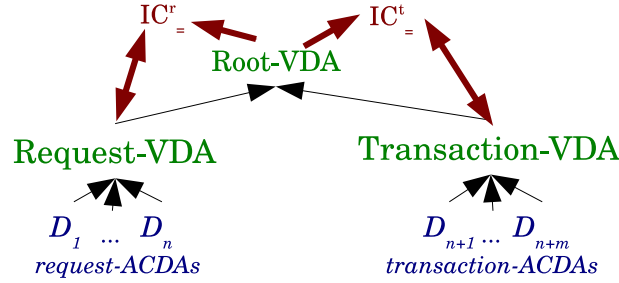 ICʳ₌ ICᵗ₌
Root-VDA
Request-VDA Transaction-VDA
D₁ ... Dₙ Dₙ₊₁ ... Dₙ₊ₘ
request-ACDAs transaction-ACDAs